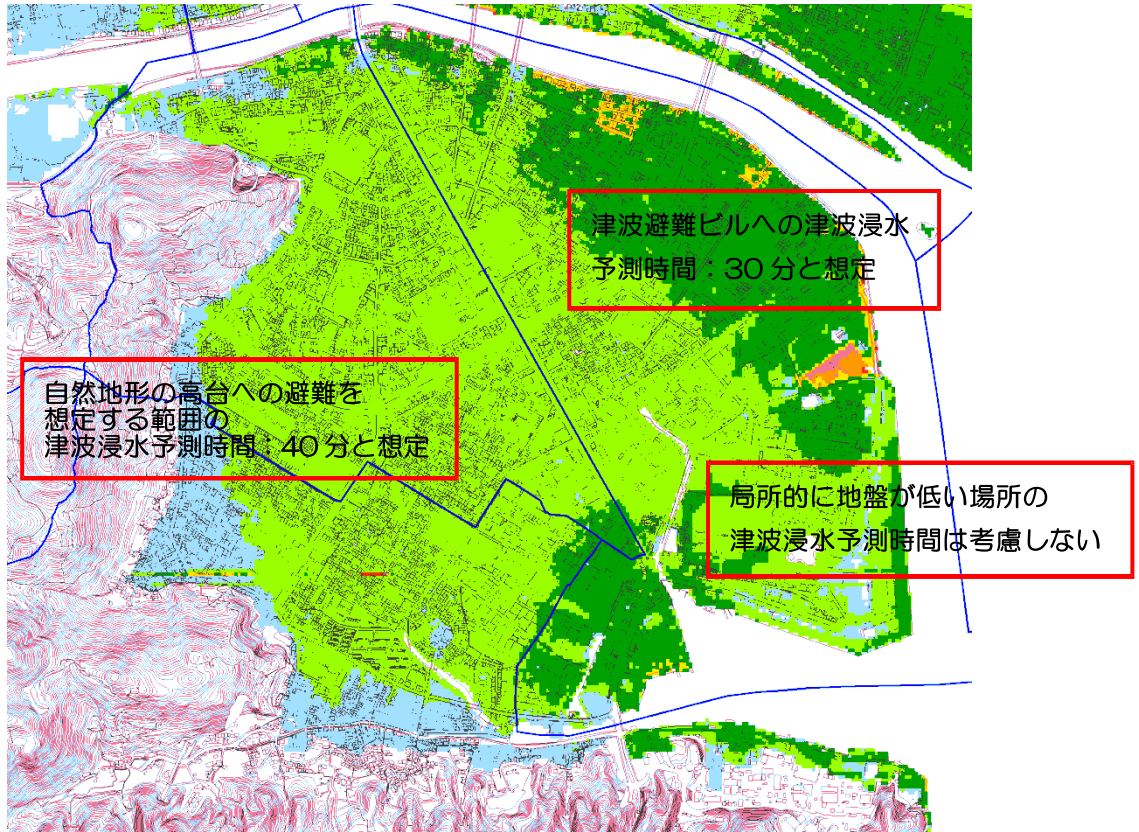 津波避難ビルへの津波浸水
予測時間：30分と想定
自然地形の高台への避難を
想定する範囲の
津波浸水予測時間：40分と想定
局所的に地盤が低い場所の
津波浸水予測時間は考慮しない